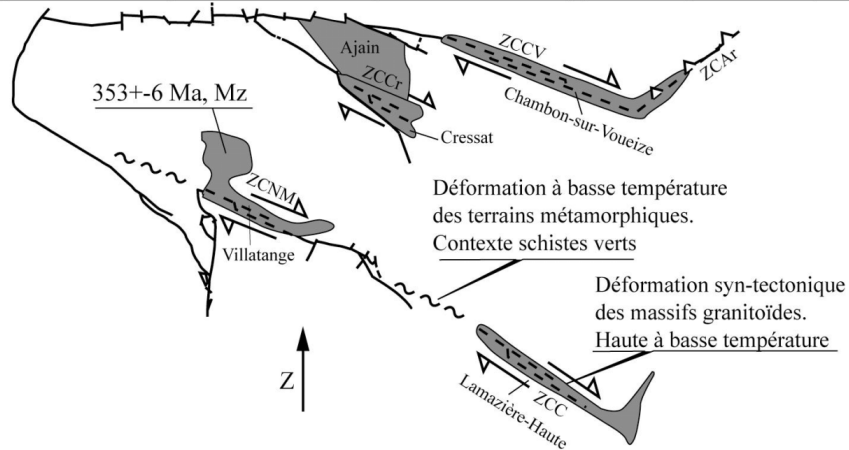 Ajain
ZCCV
ZCAr
ZCCr
353+-6 Ma, Mz
Chambon-sur-Voueize
Cressat
ZCNM
Déformation à basse température
des terrains métamorphiques.
Contexte schistes verts
Villatange
Déformation syn-tectonique
des massifs granitoïdes.
Haute à basse température
Z
ZCC
Lamazière-Haute